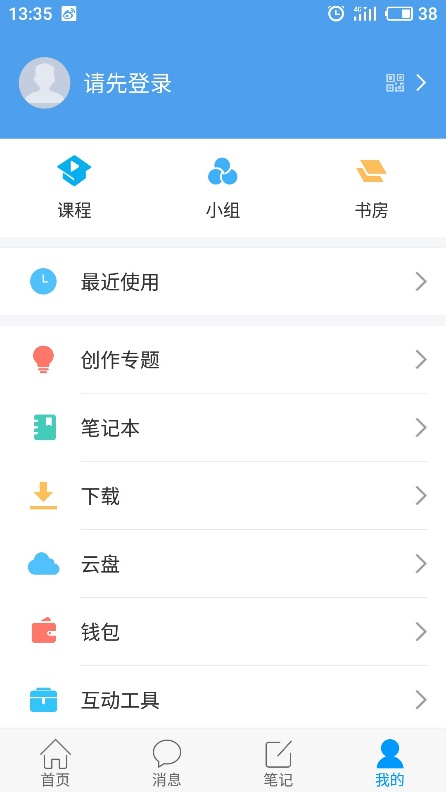 13:35 4G 38
请先登录
课程 小组 书房
最近使用
创作专题
笔记本
下载
云盘
钱包
互动工具
首页 消息 笔记 我的